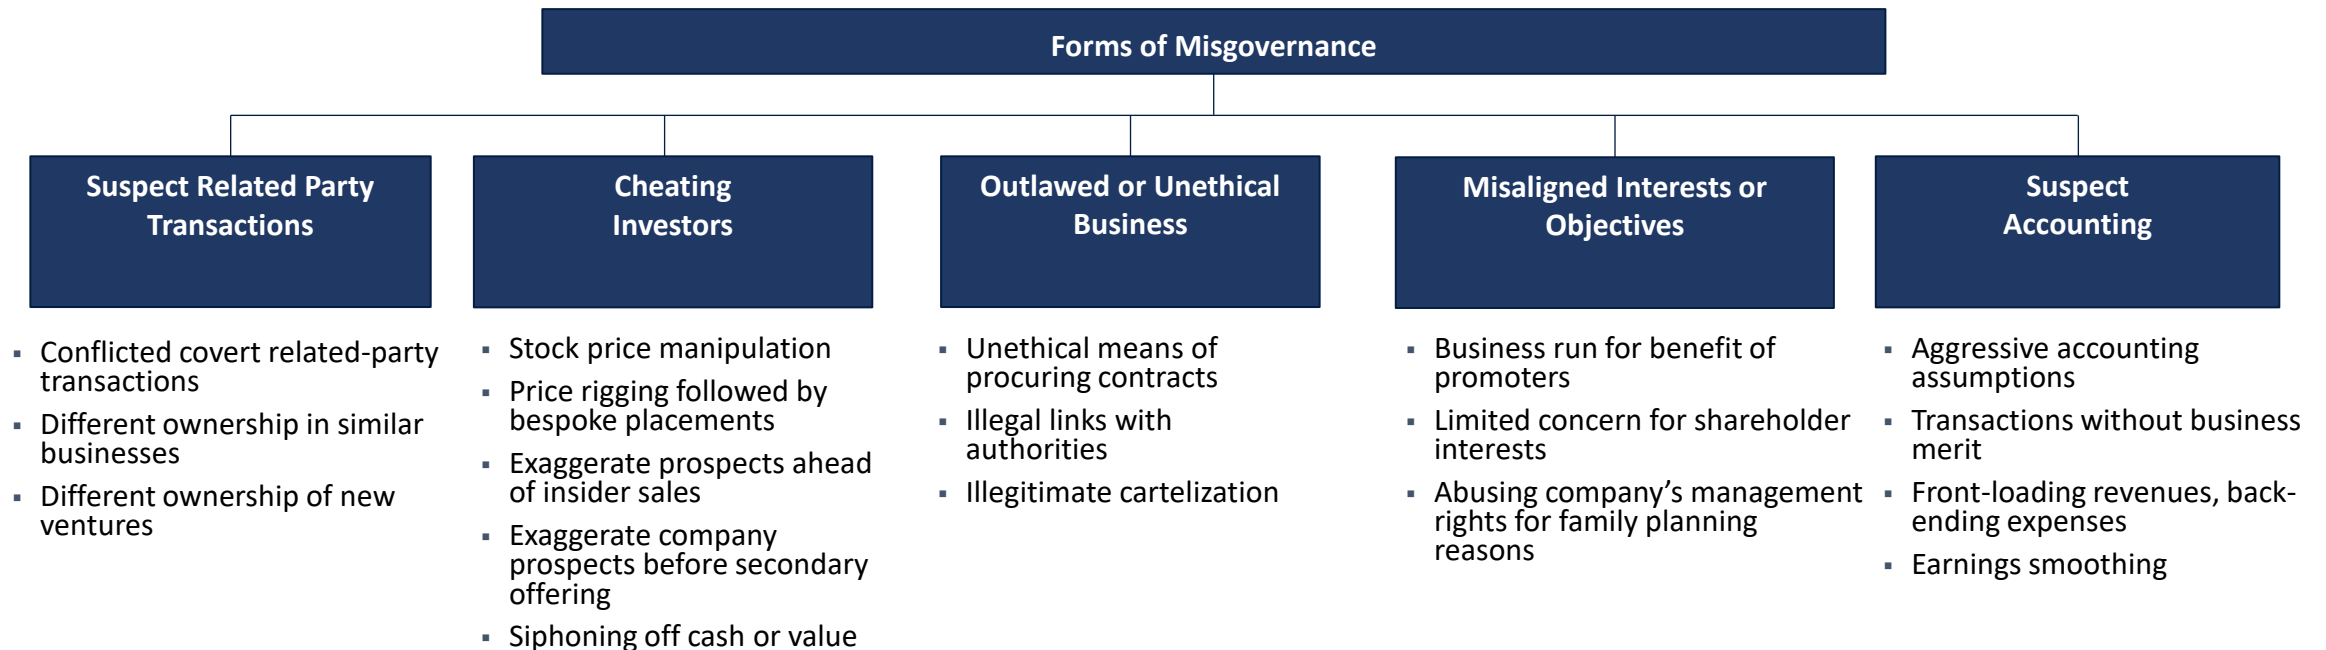 Forms of Misgovernance
Suspect Related Party
Transactions
Cheating
Investors
Outlawed or Unethical
Business
Misaligned Interests or
Objectives
Suspect
Accounting
▪ Conflicted covert related-party
transactions
▪ Different ownership in similar
businesses
▪ Different ownership of new
ventures
▪ Stock price manipulation
▪ Price rigging followed by
bespoke placements
▪ Exaggerate prospects ahead
of insider sales
▪ Exaggerate company
prospects before secondary
offering
▪ Siphoning off cash or value
▪ Unethical means of
procuring contracts
▪ Illegal links with
authorities
▪ Illegitimate cartelization
▪ Business run for benefit of
promoters
▪ Limited concern for shareholder
interests
▪ Abusing company’s management
rights for family planning
reasons
▪ Aggressive accounting
assumptions
▪ Transactions without business
merit
▪ Front-loading revenues, back-
ending expenses
▪ Earnings smoothing